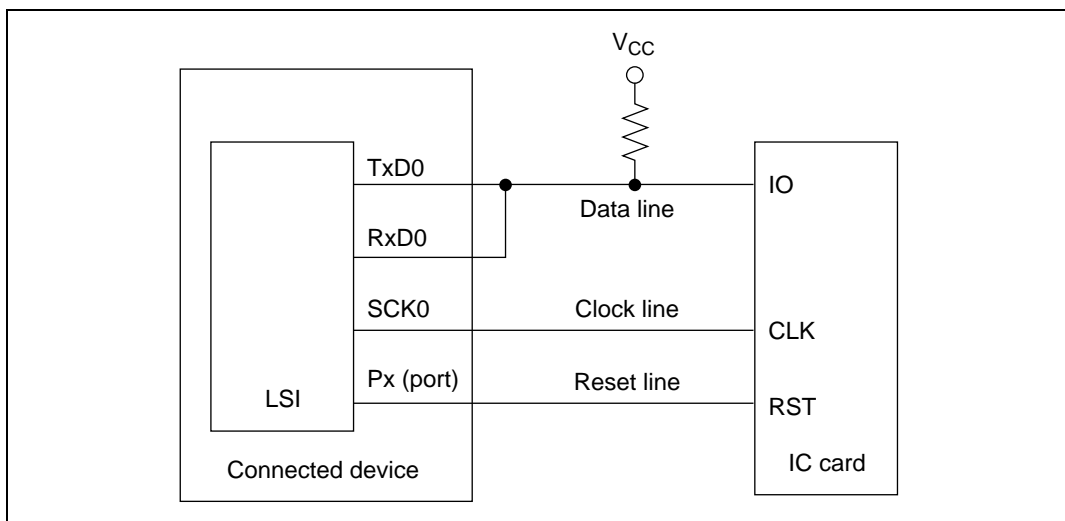 VCC
TxD0
IO
Data line
RxD0
SCK0
Clock line
CLK
Px (port)
Reset line
LSI
RST
Connected device
IC card